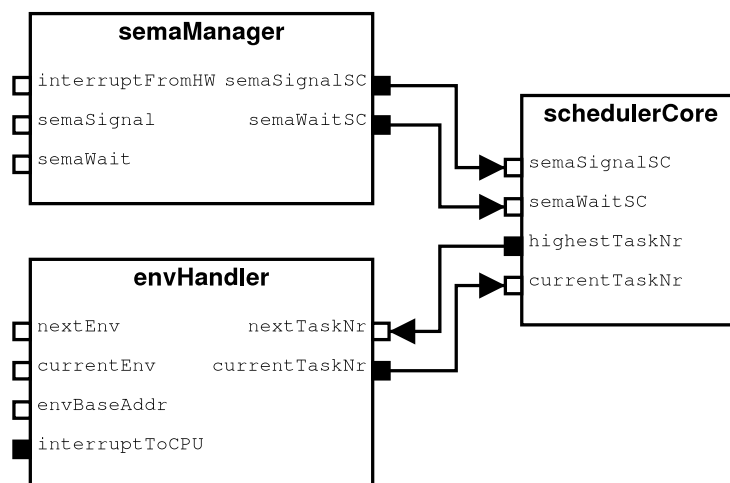 semaManager
interruptFromHW semaSignalSC
semaSignal semaWaitSC
semaWait
schedulerCore
semaSignalSC
semaWaitSC
highestTaskNr
currentTaskNr
envHandler
nextEnv nextTaskNr
currentEnv currentTaskNr
envBaseAddr
interruptToCPU